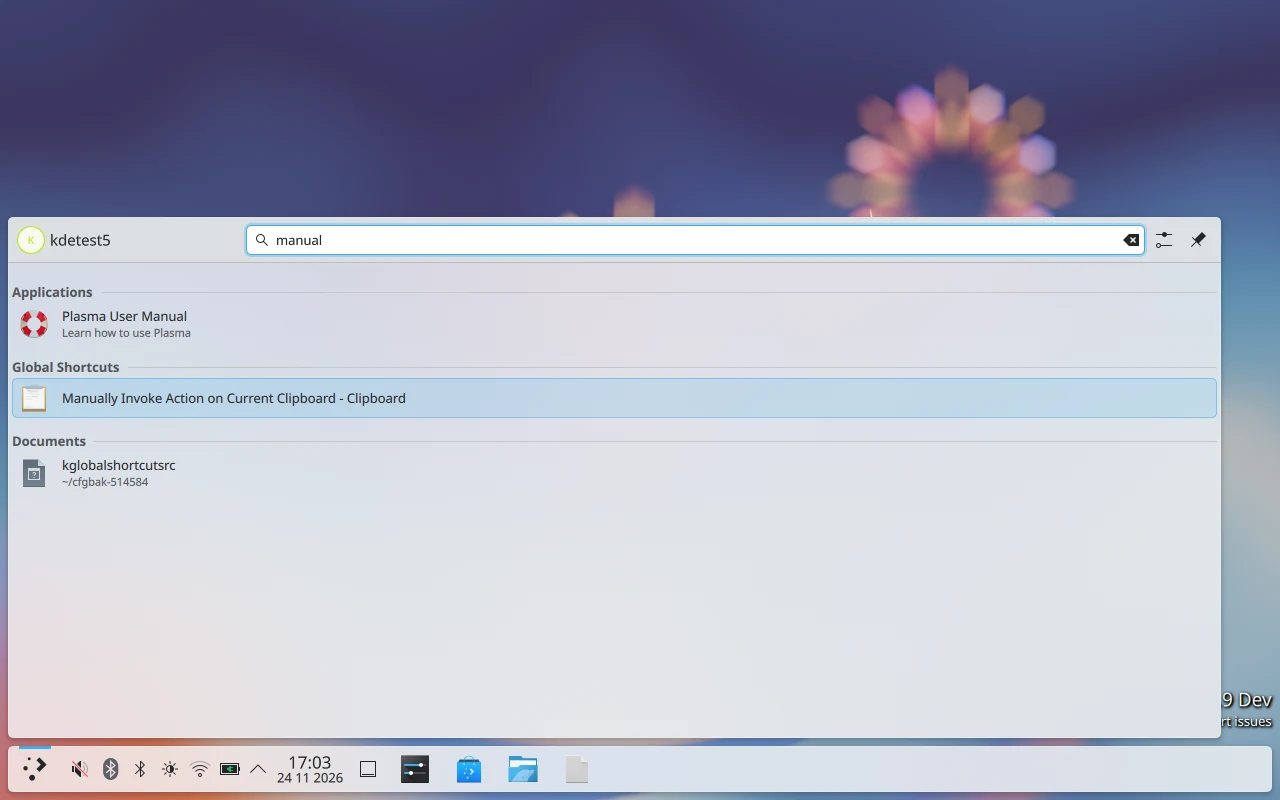 K
kdetest5
manual
Applications
Plasma User Manual
Learn how to use Plasma
Global Shortcuts
Manually Invoke Action on Current Clipboard - Clipboard
Documents
kglobalshortcutsrc
~/cfgbak-514584
9 Dev
rt issues
17:03
24 11 2026